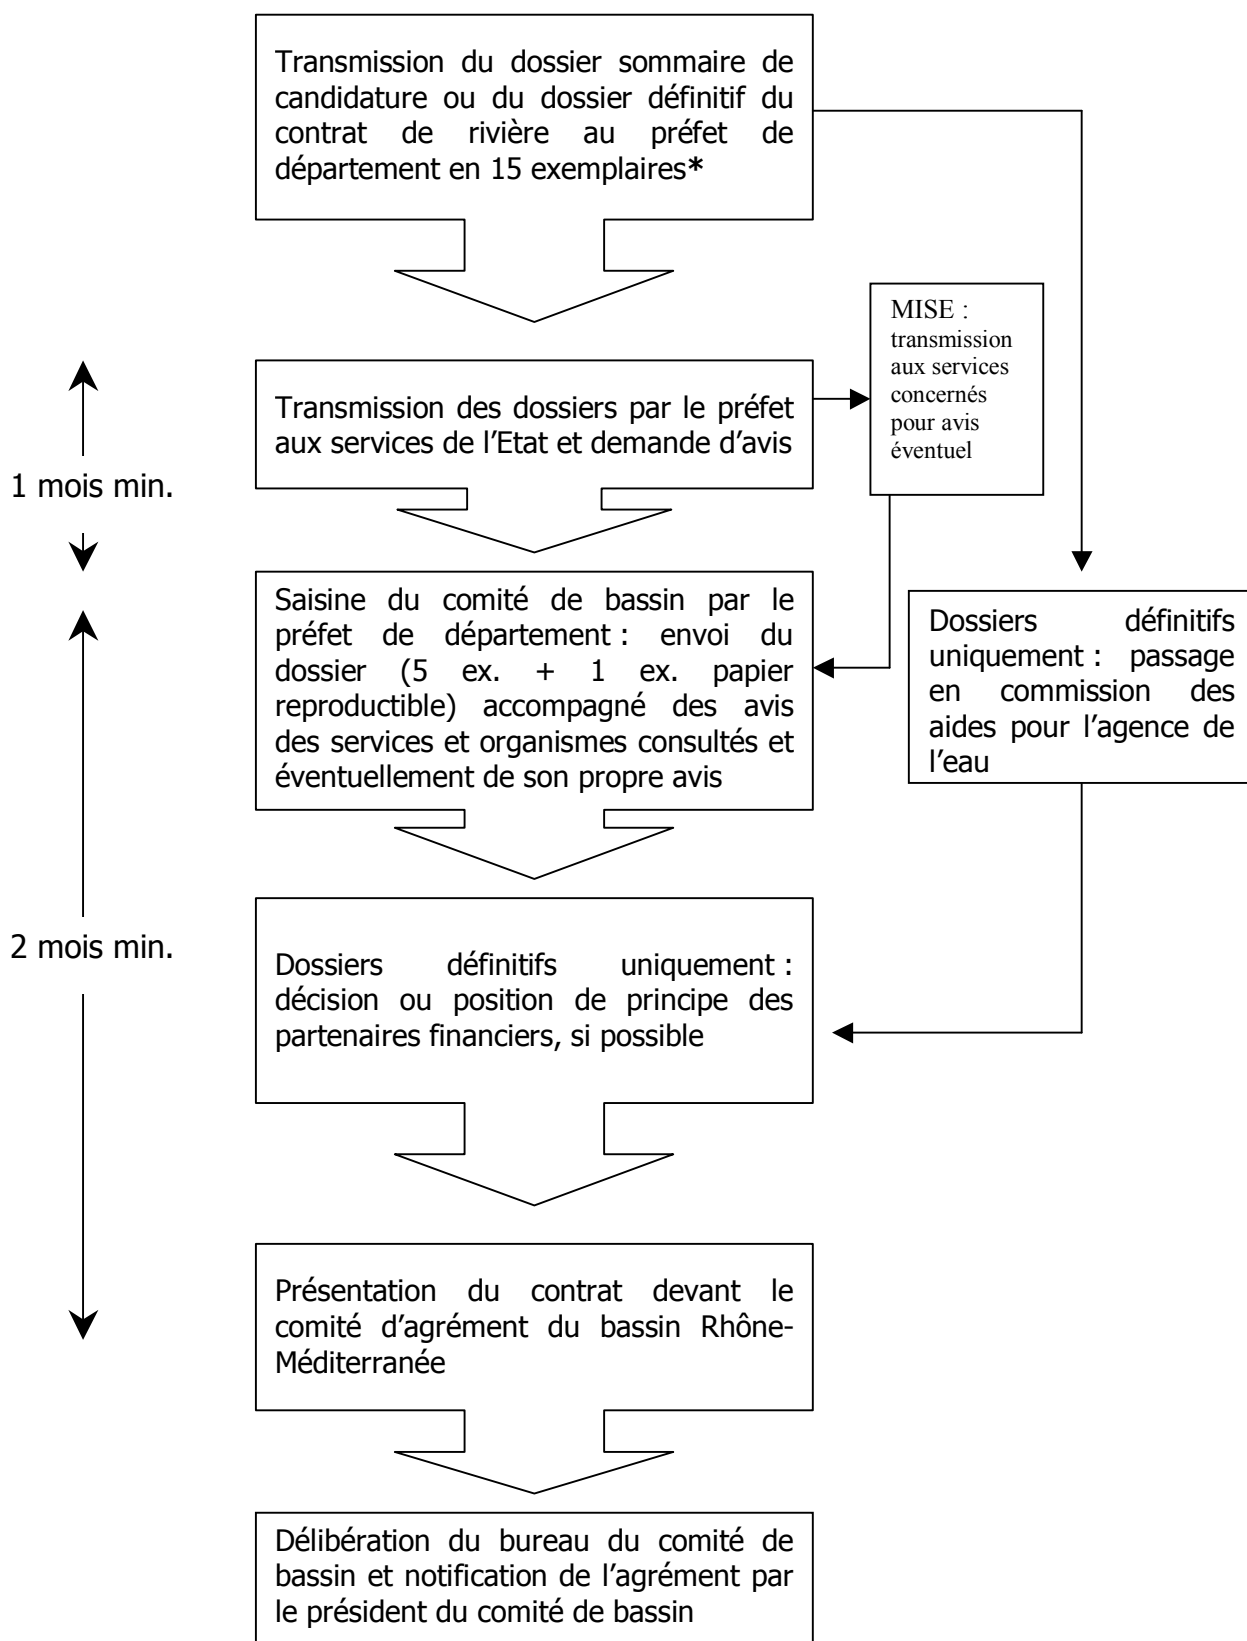 Transmission du dossier sommaire de
candidature ou du dossier définitif du
contrat de rivière au préfet de
département en 15 exemplaires*
MISE :
transmission
aux services
concernés
pour avis
éventuel
Transmission des dossiers par le préfet
aux services de l’Etat et demande d’avis
1 mois min.
Saisine du comité de bassin par le
préfet de département : envoi du
dossier (5 ex. + 1 ex. papier
reproductible) accompagné des avis
des services et organismes consultés et
éventuellement de son propre avis
Dossiers définitifs
uniquement : passage
en commission des
aides pour l’agence de
l’eau
2 mois min.
Dossiers définitifs uniquement :
décision ou position de principe des
partenaires financiers, si possible
Présentation du contrat devant le
comité d’agrément du bassin Rhône-
Méditerranée
Délibération du bureau du comité de
bassin et notification de l’agrément par
le président du comité de bassin